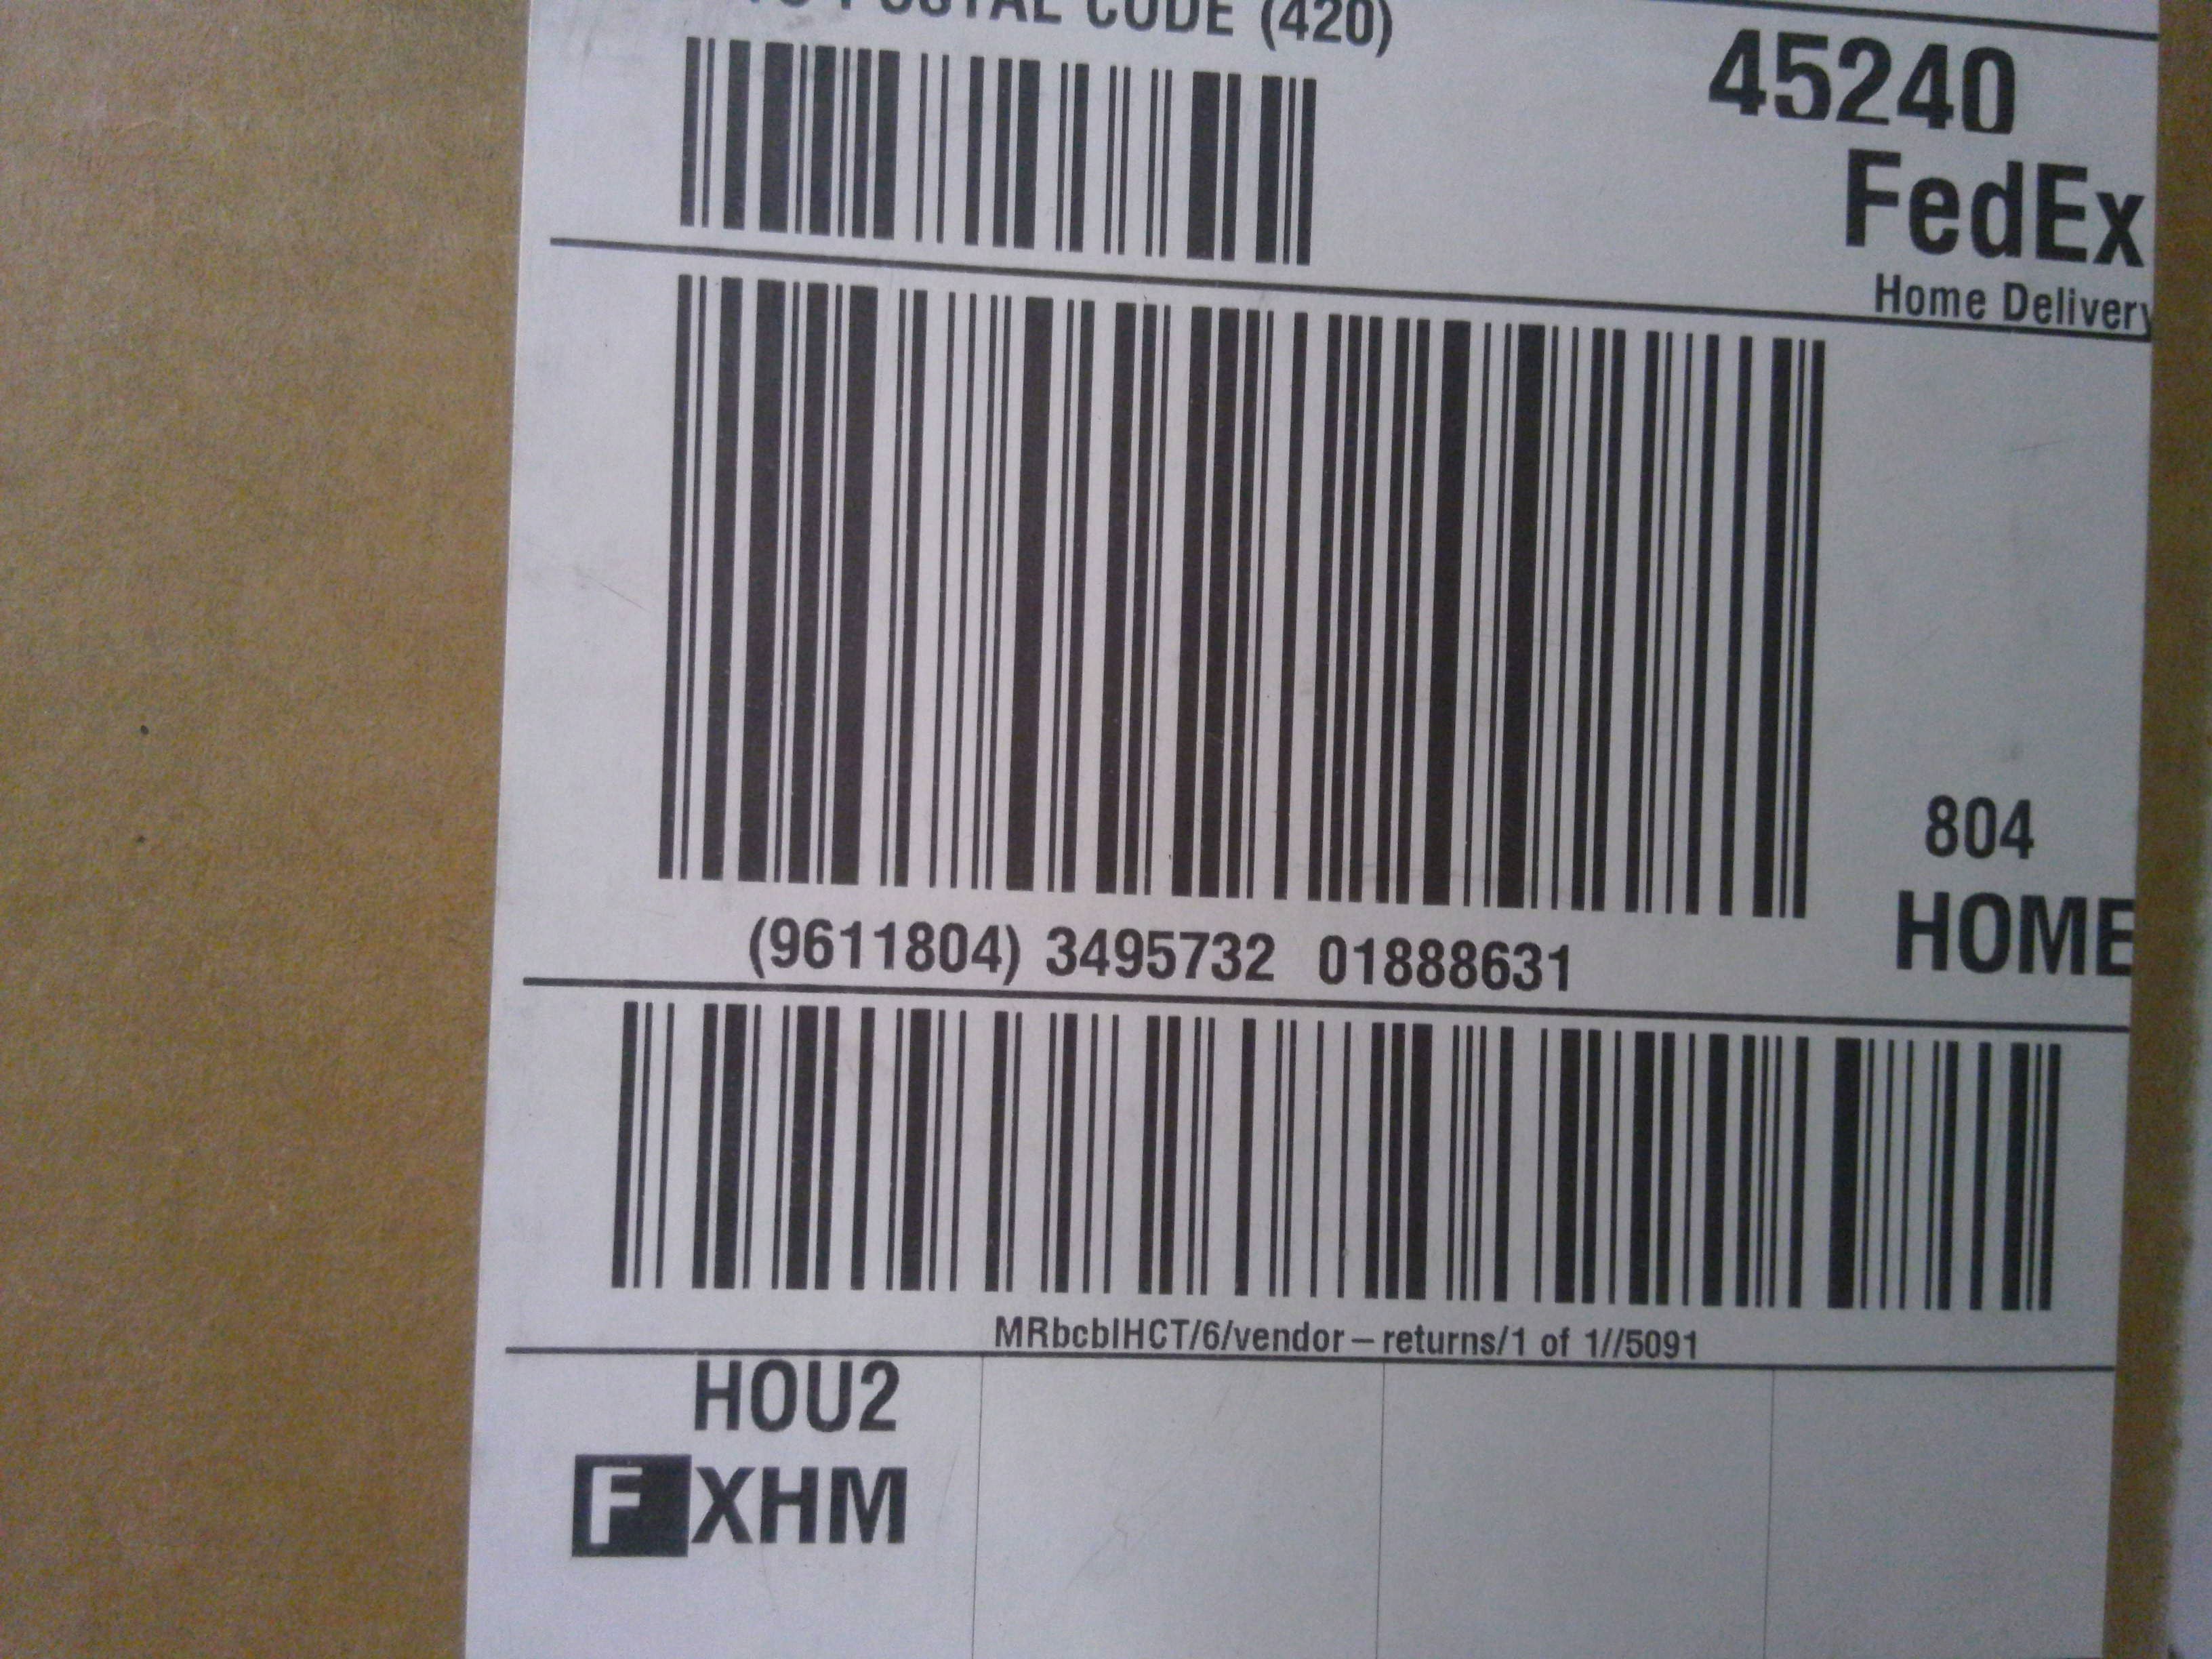 POSTAL CODE (420)
45240
FedEx
Home Delivery
804
HOME
(9611804) 3495732 01888631
MRbcblHCT/6/vendor – returns/1 of 1//5091
HOU2
FXHM